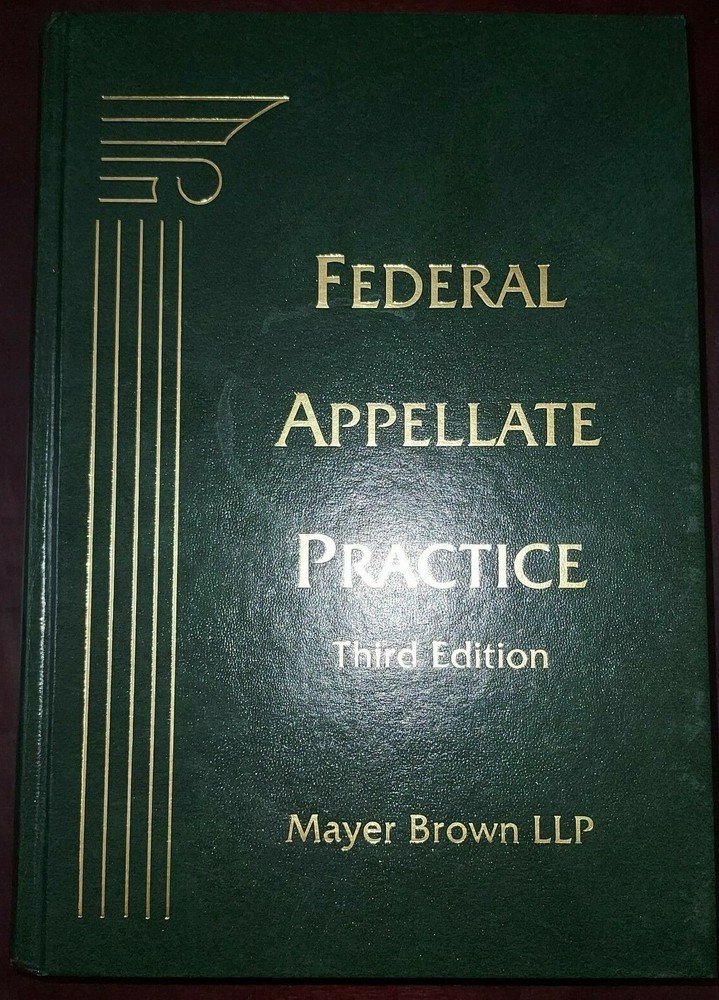 FEDERAL
APPELLATE
PRACTICE
Third Edition
Mayer Brown LLP